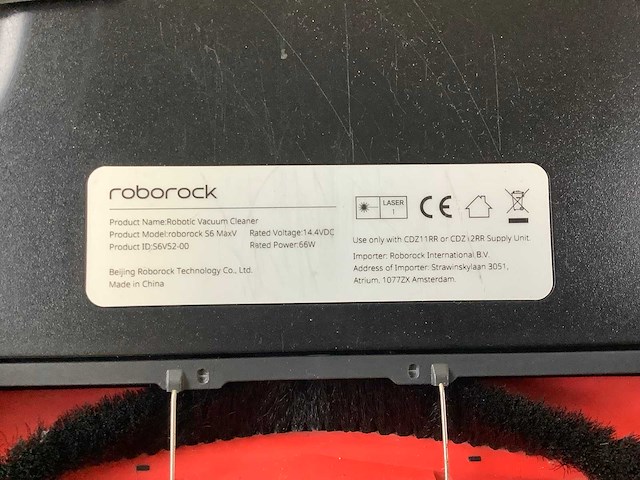 roborock
Product Name:Robotic Vacuum Cleaner
Product Model:roborock S6 MaxV Rated Voltage:14.4VDC
Product ID:S6V52-00 Rated Power:66W
Beijing Roborock Technology Co., Ltd.
Made in China
LASER
1
CE
Use only with CDZ11RR or CDZ12RR Supply Unit
Importer: Roborock International.B.V.
Address of Importer: Strawinskylaan 3051,
Atrium, 1077ZX Amsterdam.